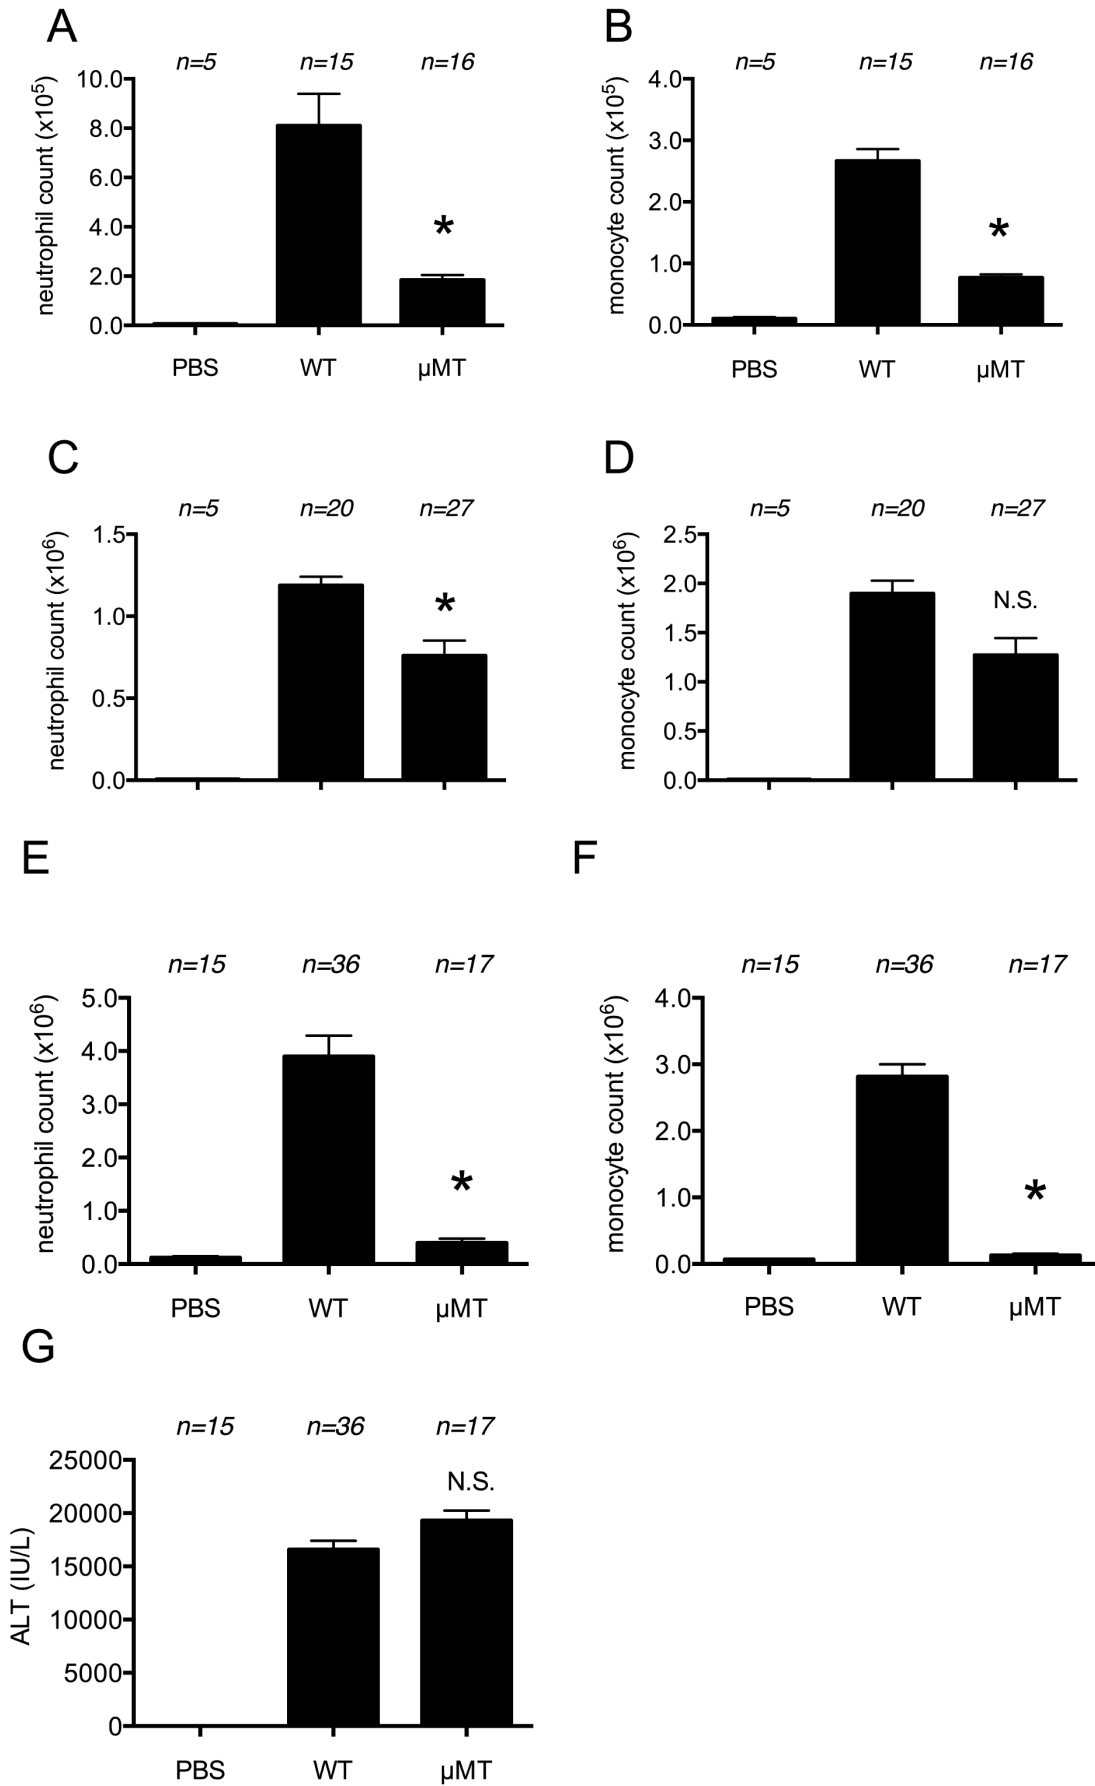 A
n=5 n=15 n=16
neutrophil count (x10⁵)
10.0
8.0
6.0
4.0
2.0
0.0
*
PBS WT µMT
B
n=5 n=15 n=16
monocyte count (x10⁵)
4.0
3.0
2.0
1.0
0.0
*
PBS WT µMT
C
n=5 n=20 n=27
neutrophil count (x10⁶)
1.5
1.0
0.5
0.0
*
D
n=5 n=20 n=27
monocyte count (x10⁶)
2.5
2.0
1.5
1.0
0.5
0.0
N.S.
E
n=15 n=36 n=17
neutrophil count (x10⁶)
5.0
4.0
3.0
2.0
1.0
0.0
*
PBS WT µMT
F
n=15 n=36 n=17
monocyte count (x10⁶)
4.0
3.0
2.0
1.0
0.0
*
PBS WT µMT
G
n=15 n=36 n=17
ALT (IU/L)
25000
20000
15000
10000
5000
0
N.S.
PBS WT µMT